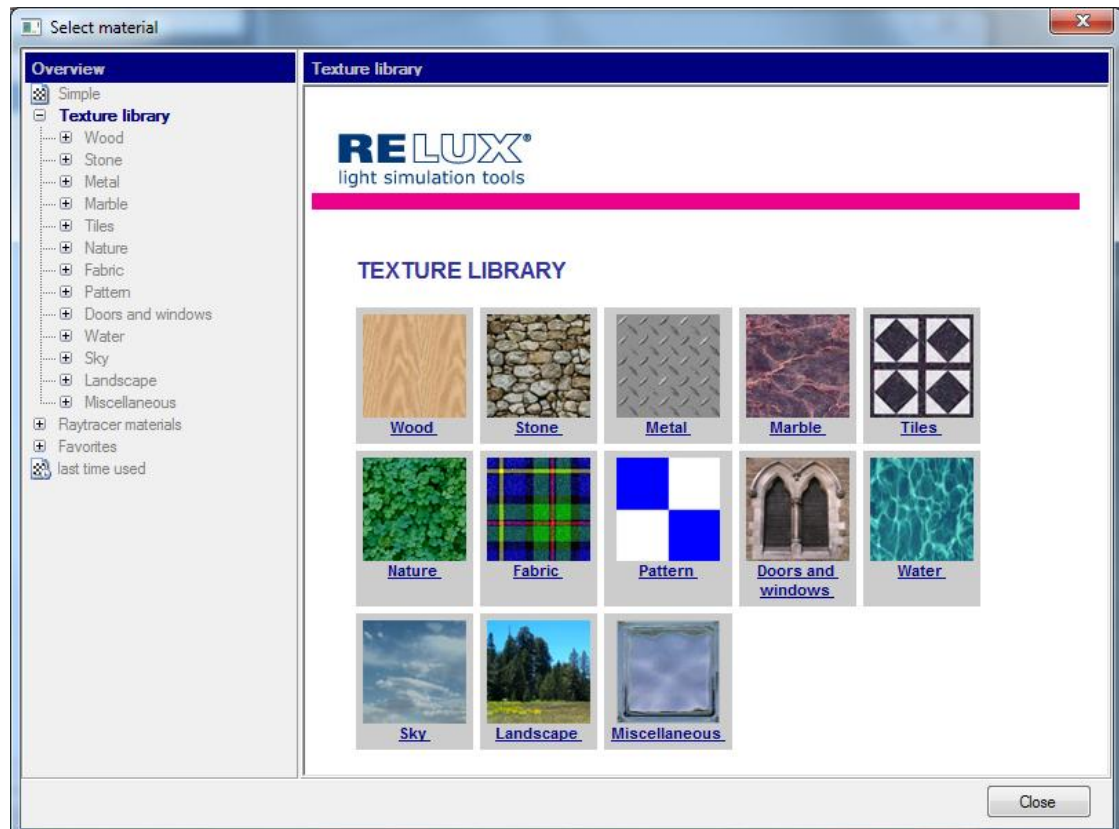 Select material
Overview
Simple
Texture library
Wood
Stone
Metal
Marble
Tiles
Nature
Fabric
Pattern
Doors and windows
Water
Sky
Landscape
Miscellaneous
Raytracer materials
Favorites
last time used
Texture library
RELUX®
light simulation tools
TEXTURE LIBRARY
Wood Stone Metal Marble Tiles
Nature Fabric Pattern Doors and windows Water
Sky Landscape Miscellaneous
Close